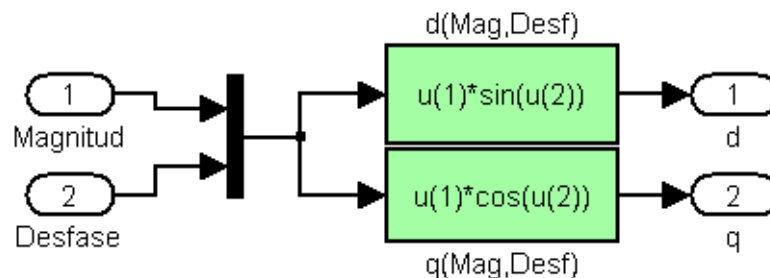 d(Mag,Desf)
1
u(1)*sin(u(2))
1
Magnitud
d
2
u(1)*cos(u(2))
2
Desfase
q
q(Mag,Desf)